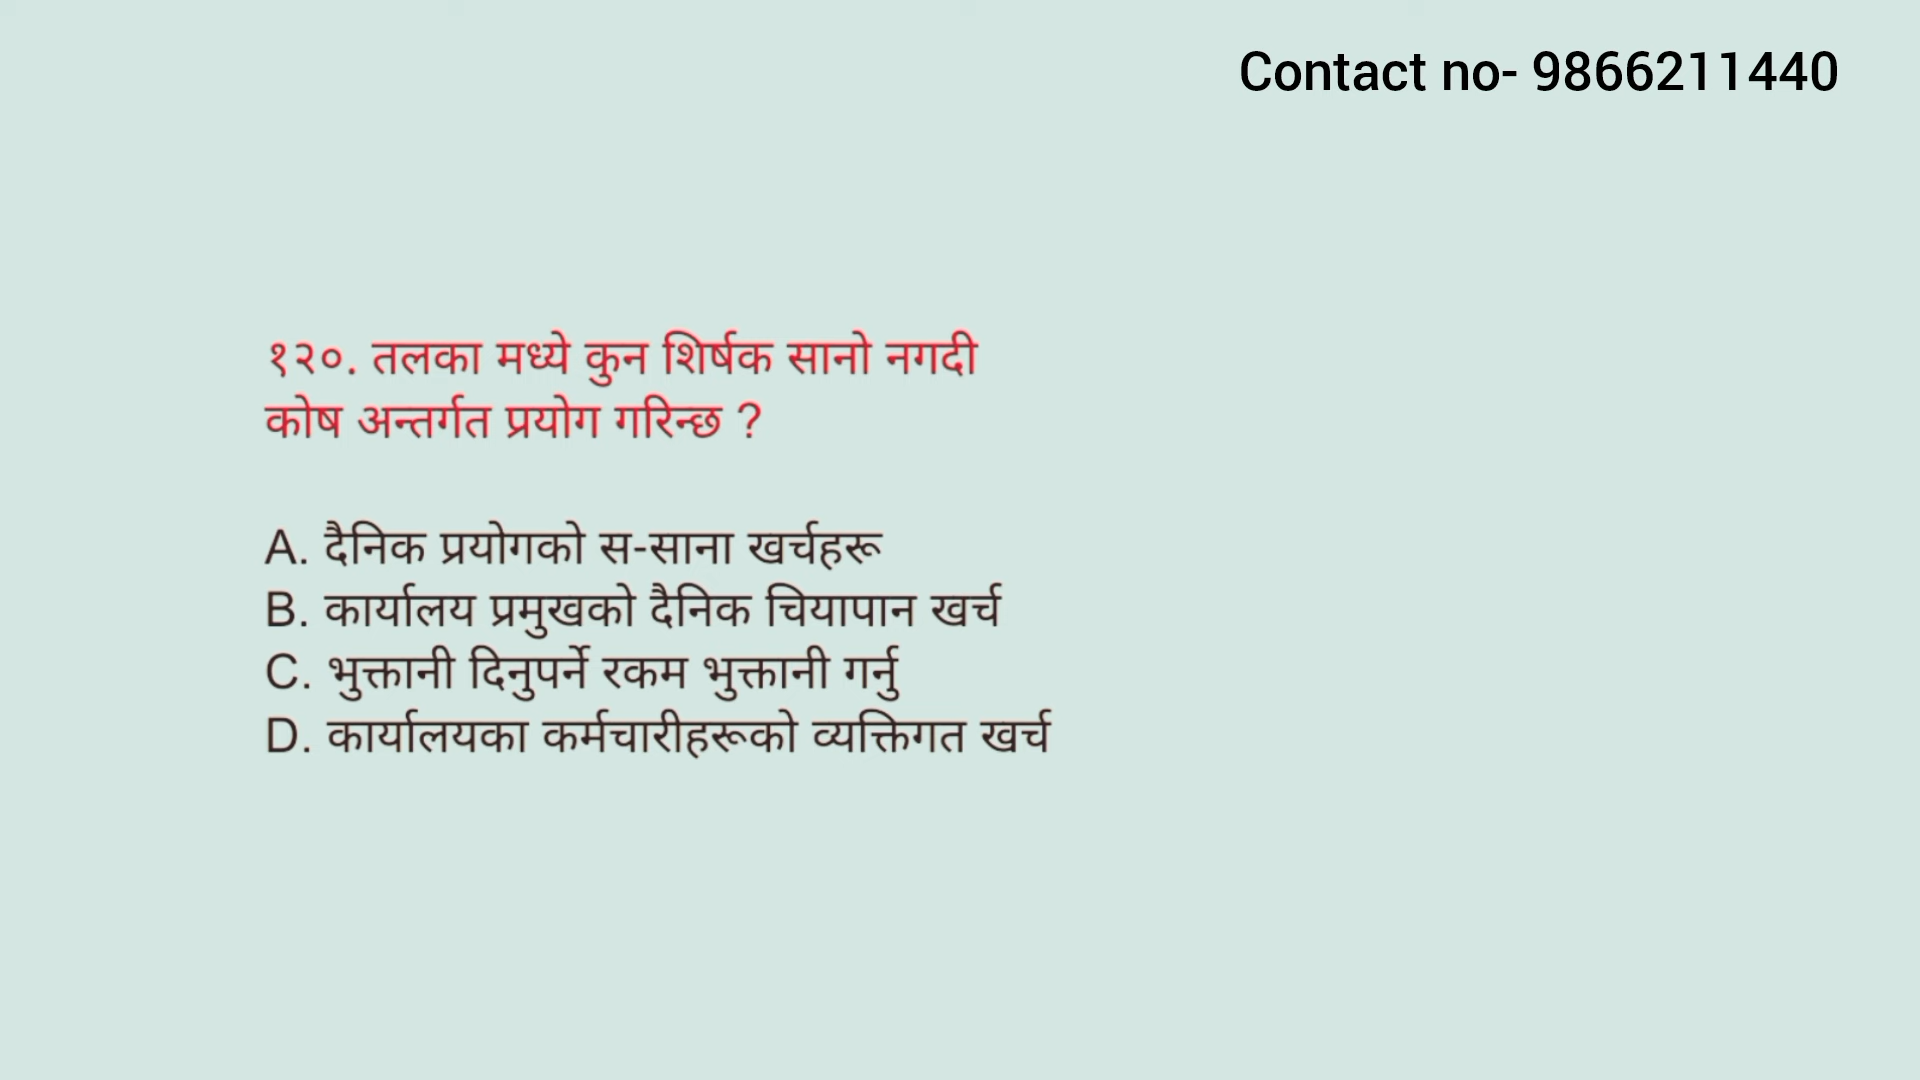 Contact no- 9866211440
१२०. तलका मध्ये कुन शिर्षक सानो नगदी
कोष अन्तर्गत प्रयोग गरिन्छ ?
A. दैनिक प्रयोगको स-साना खर्चहरू
B. कार्यालय प्रमुखको दैनिक चियापान खर्च
C. भुक्तानी दिनुपर्ने रकम भुक्तानी गर्नु
D. कार्यालयका कर्मचारीहरूको व्यक्तिगत खर्च